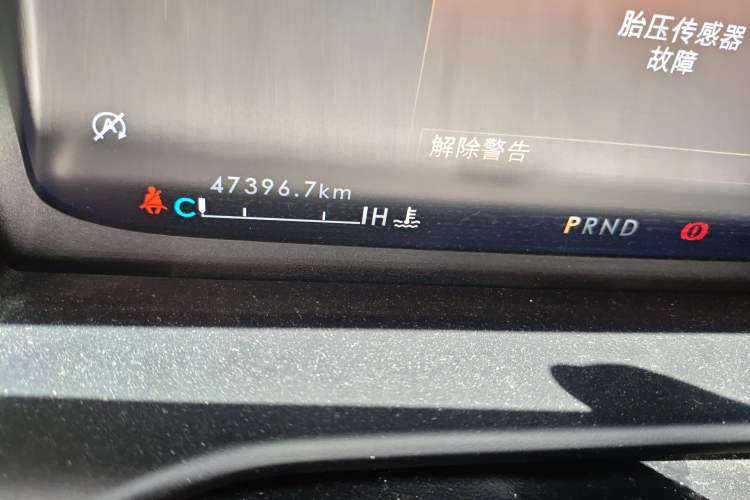 胎压传感器
故障
解除警告
47396.7km
C H
PRND